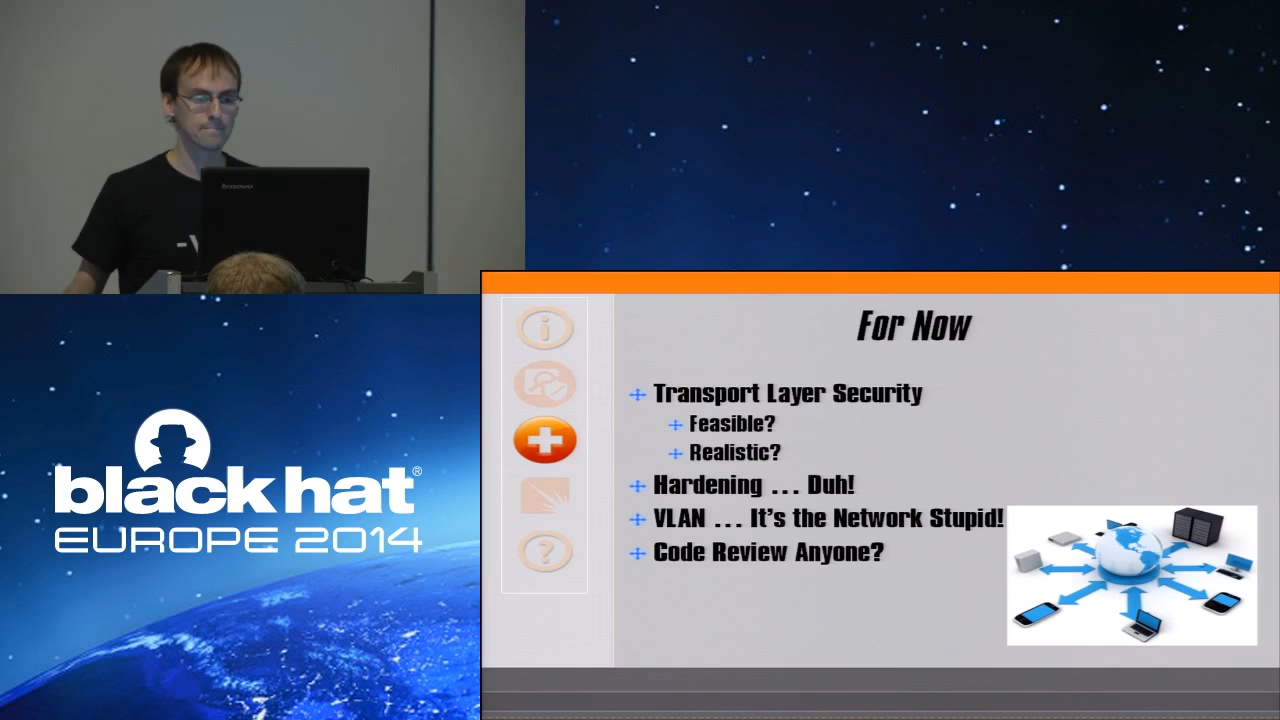 lenovo
For Now
Transport Layer Security
Feasible?
Realistic?
Hardening ... Duh!
VLAN ... It's the Network Stupid!
Code Review Anyone?
black hat®
EUROPE 2014